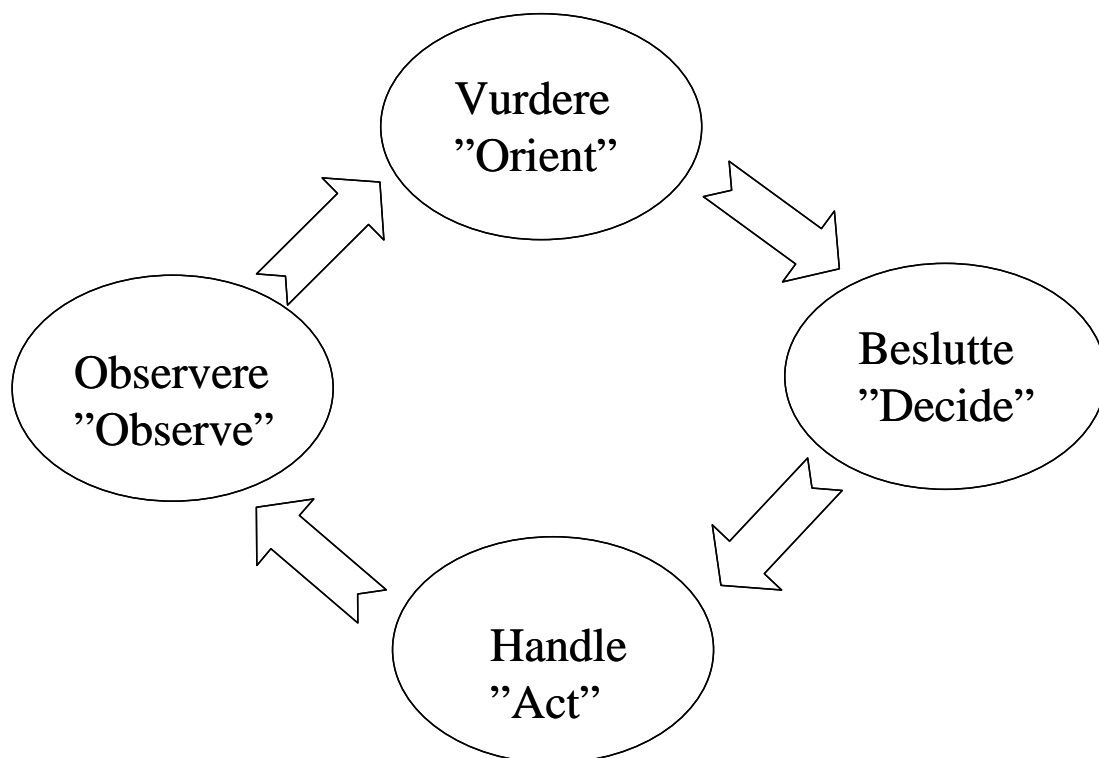 Vurdere
”Orient”
Observere
”Observe”
Beslutte
”Decide”
Handle
”Act”